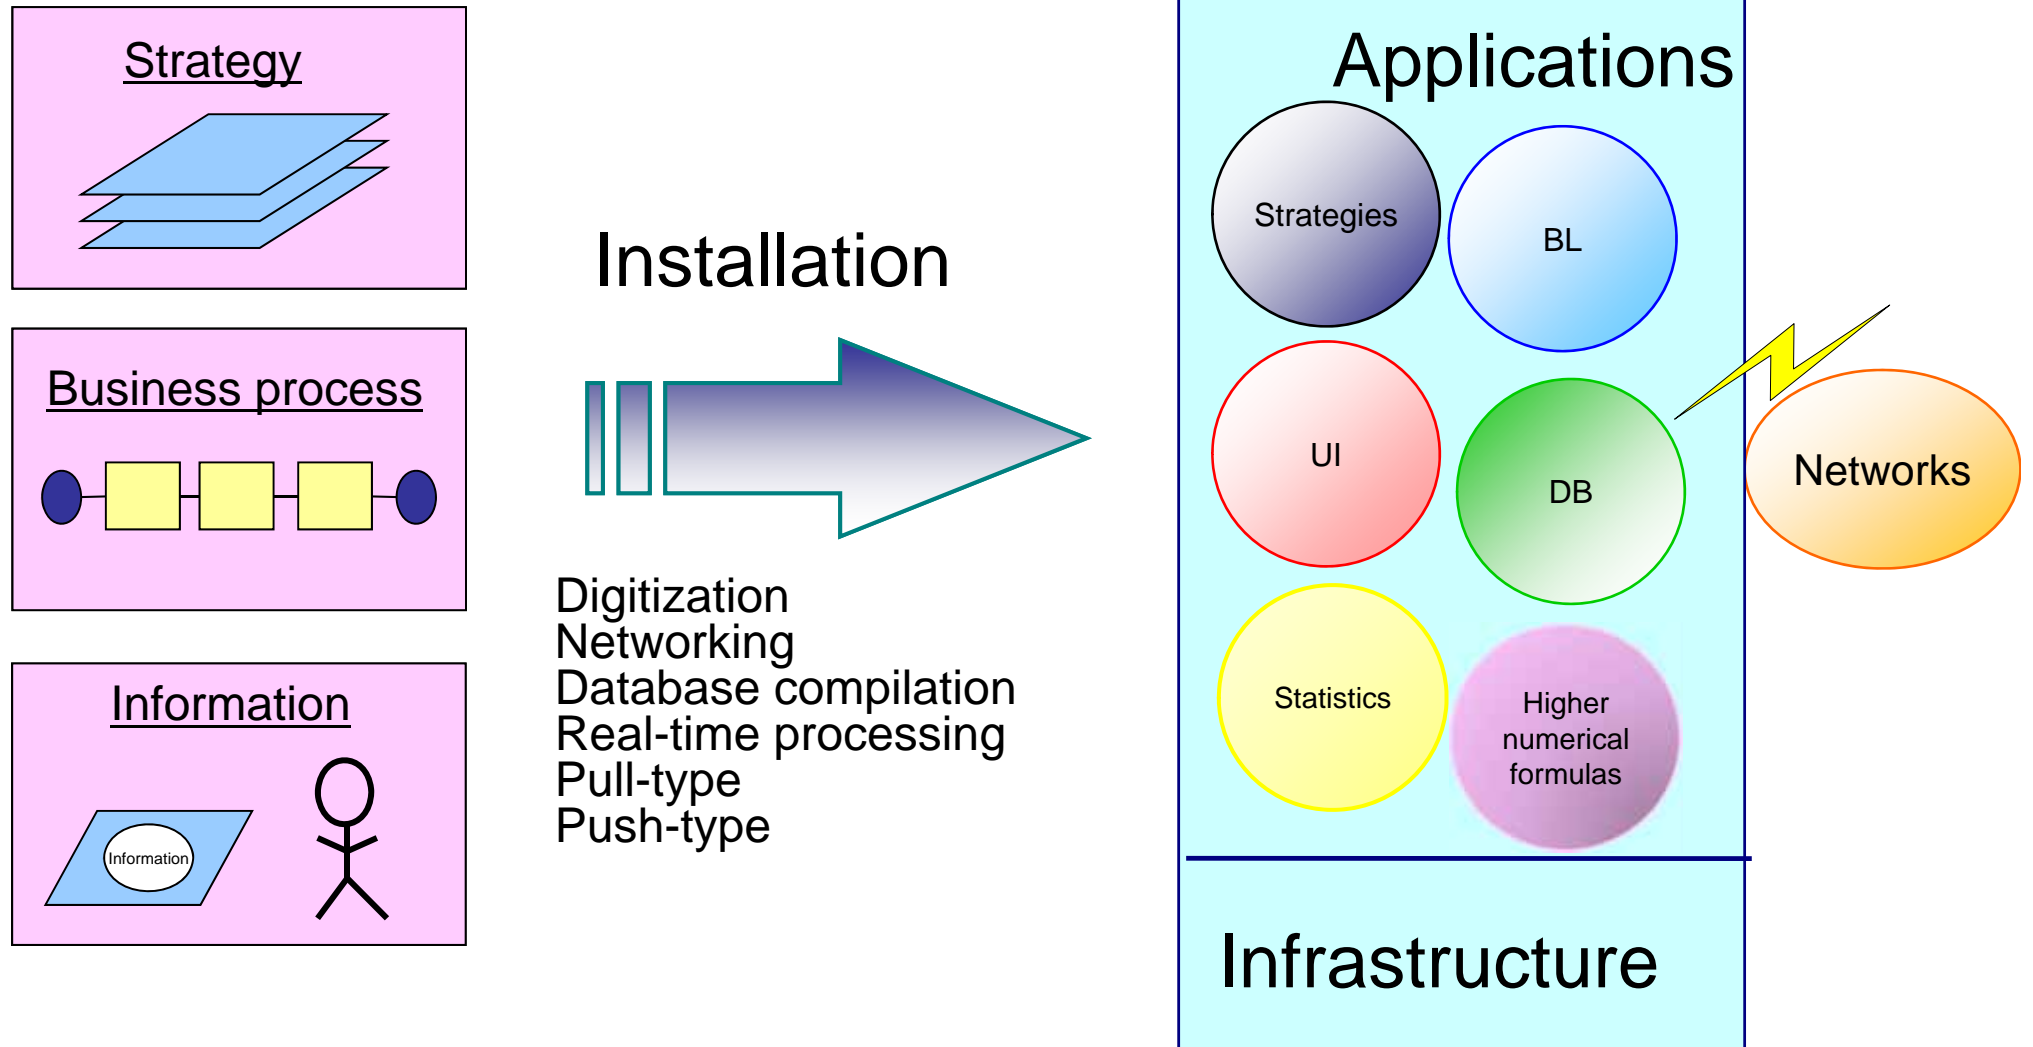 Strategy
Business process
Information
Information
Installation
Digitization
Networking
Database compilation
Real-time processing
Pull-type
Push-type
Applications
Strategies
BL
UI
DB
Statistics
Higher
numerical
formulas
Infrastructure
Networks